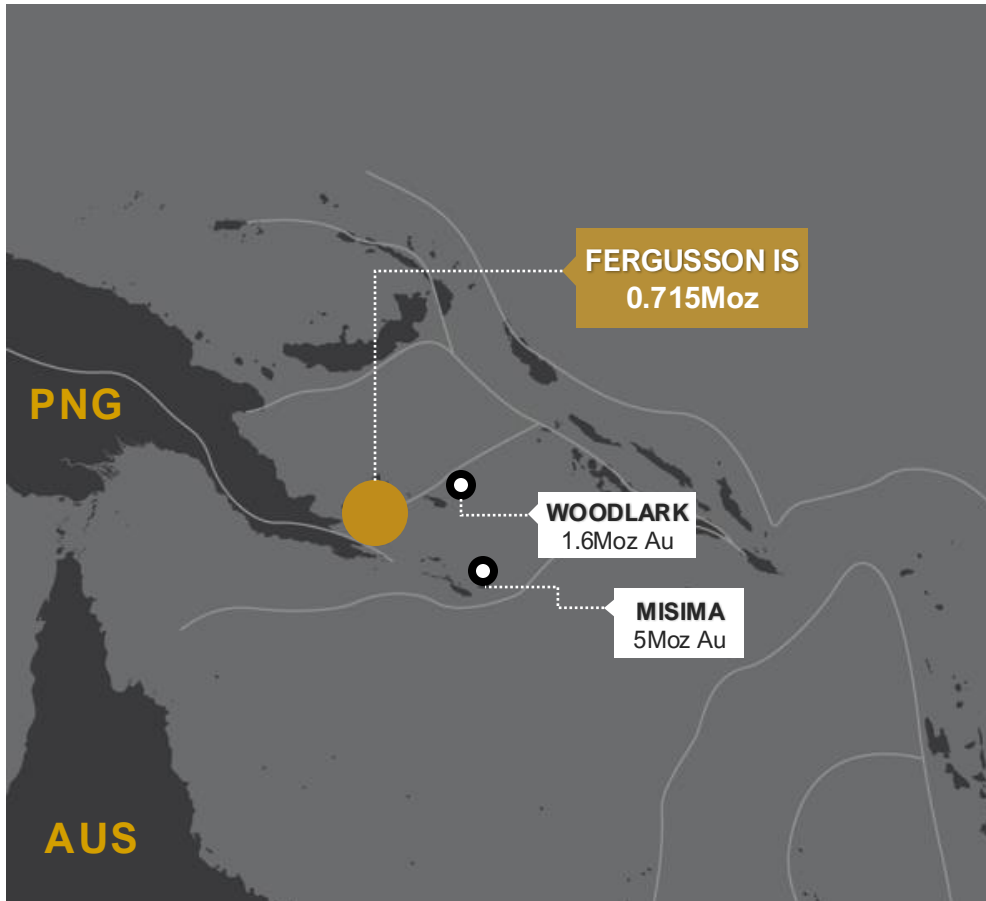 FERGUSSON IS
0.715Moz
PNG
WOODLARK
1.6Moz Au
MISIMA
5Moz Au
AUS